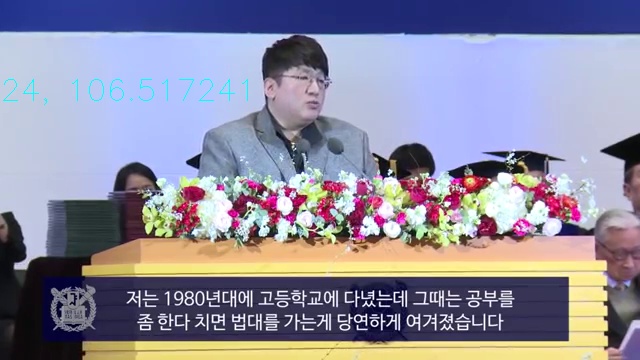 24, 106.517241
저는 1980년대에 고등학교에 다녔는데 그때는 공부를
좀 한다 치면 법대를 가는게 당연하게 여겨졌습니다